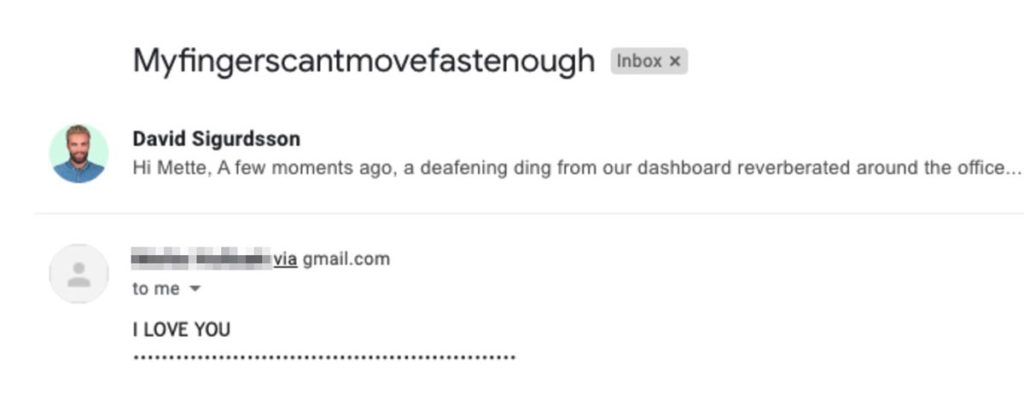 Myfingerscantmovefastenough Inbox ×
David Sigurdsson
Hi Mette, A few moments ago, a deafening ding from our dashboard reverberated around the office...
via gmail.com
to me
I LOVE YOU
......................................................